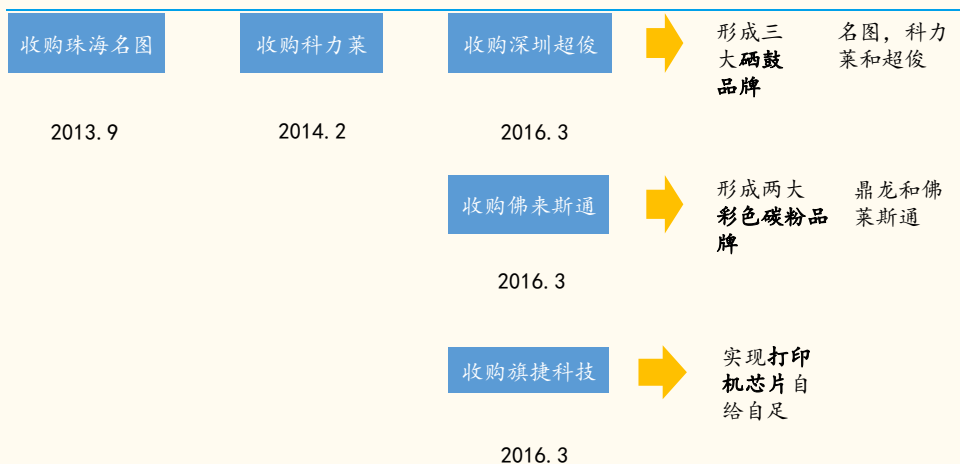 收购珠海名图
收购科力莱
收购深圳超俊
形成三
大硒鼓
品牌
名图，科力
莱和超俊
2013.9
2014.2
2016.3
收购佛来斯通
形成两大
彩色碳粉品
牌
鼎龙和佛
莱斯通
2016.3
收购旗捷科技
实现打印
机芯片自
给自足
2016.3